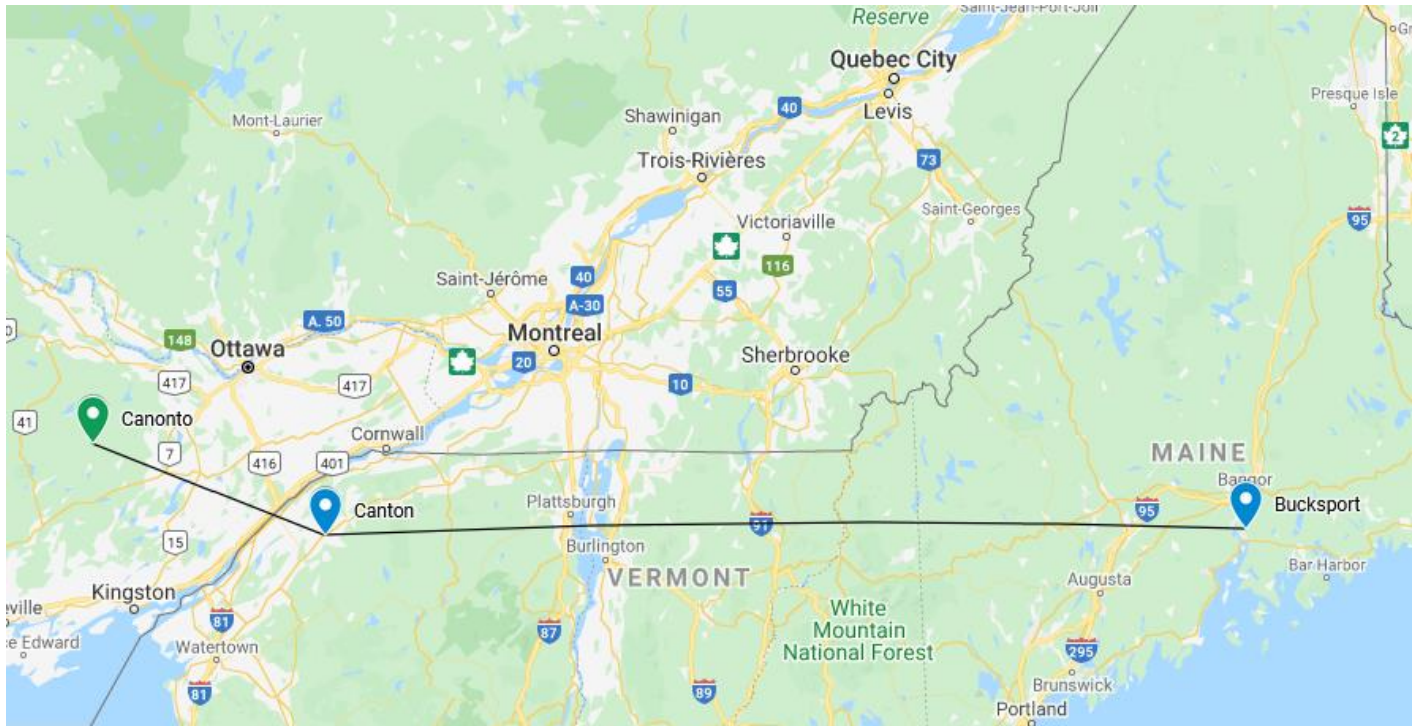 Saint-Jean-Port-Joli
Reserve
Quebec City
Levis
Presque Isle
2
Mont-Laurier
Shawinigan
40
Trois-Rivières
73
Saint-Georges
95
Victoriaville
116
Saint-Jérôme
40
55
A-30
A. 50
148
Ottawa
Montreal
20
Sherbrooke
417
417
10
41
Canonto
7
Cornwall
416
401
MAINE
Bangor
Canton
Plattsburgh
91
95
Bucksport
15
Burlington
VERMONT
Bar Harbor
Augusta
Kingston
eville
81
87
White
Mountain
National Forest
ce Edward
Watertown
295
81
89
Brunswick
Portland